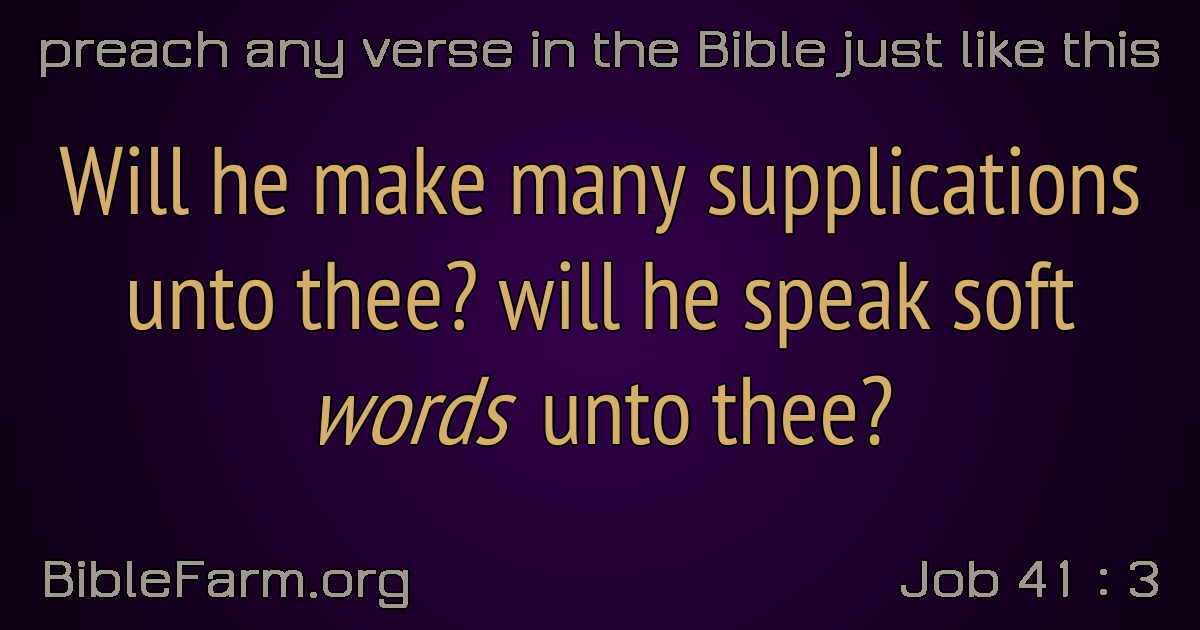 preach any verse in the Bible just like this
Will he make many supplications
unto thee? will he speak soft
words unto thee?
BibleFarm.org
Job 41 : 3